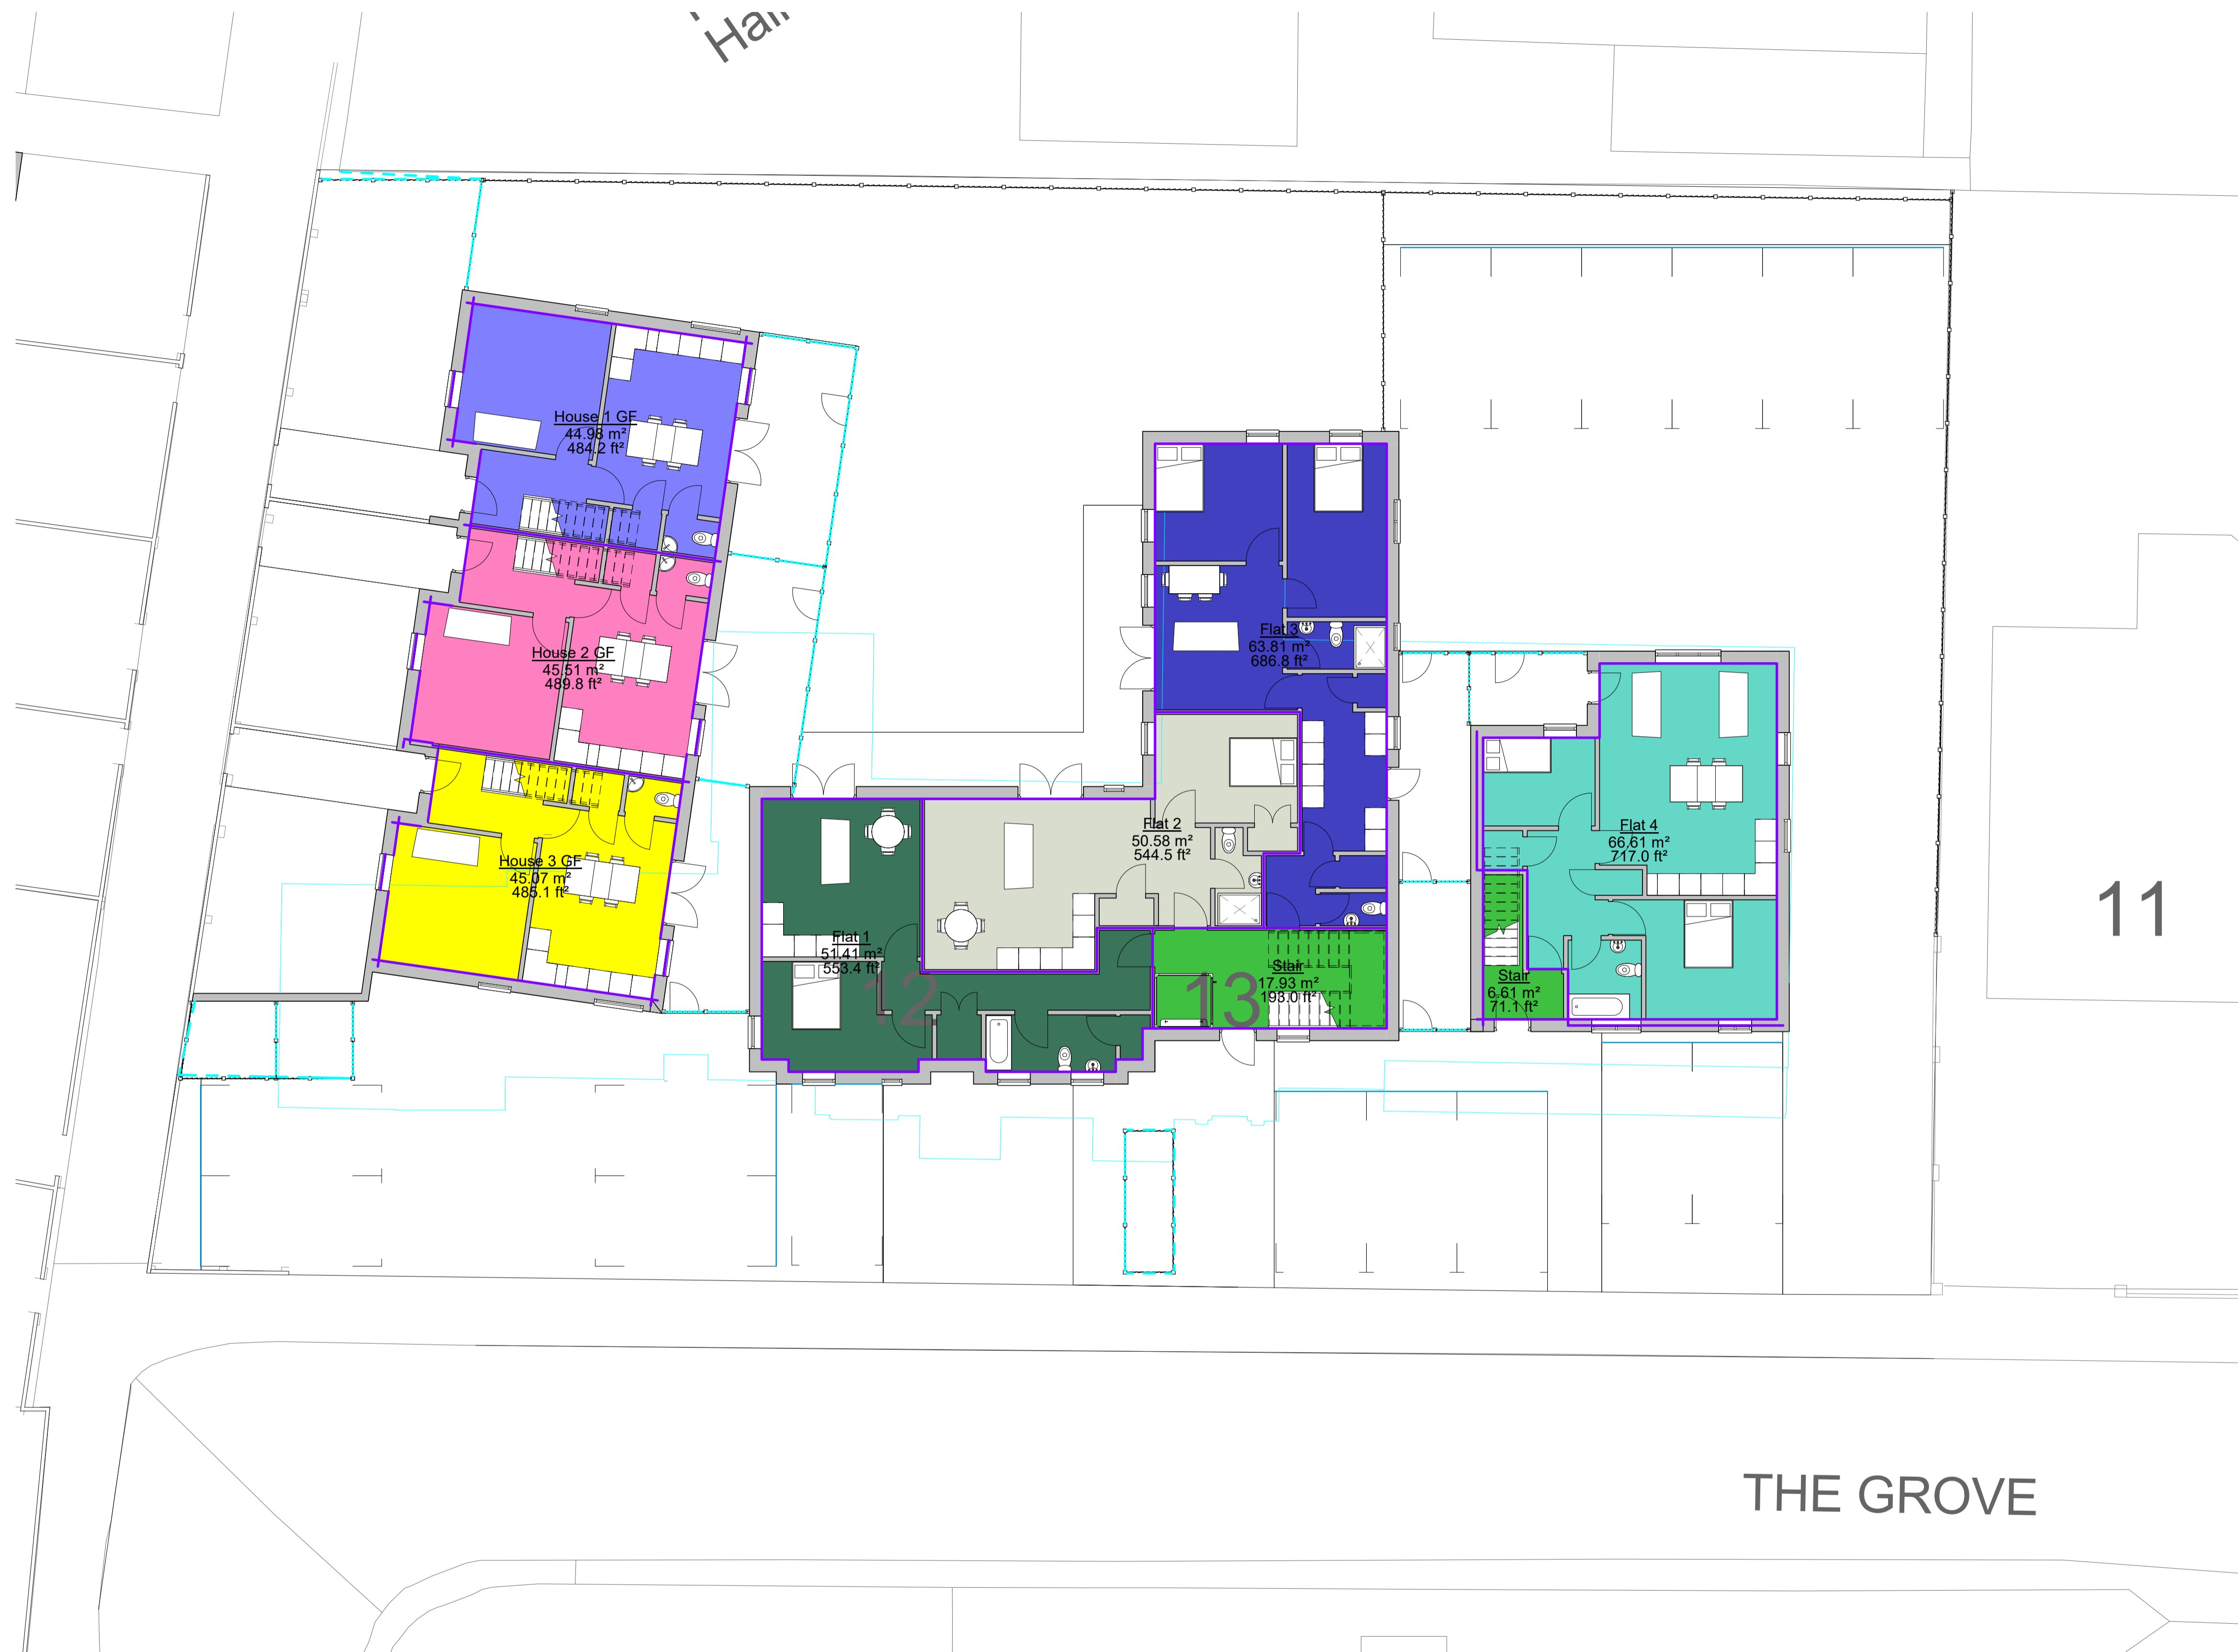 House 1 GF
44.98 m²
484.2 ft²
House 2 GF
45.51 m²
489.8 ft²
House 3 GF
45.07 m²
485.1 ft²
Flat 3
63.81 m²
686.8 ft²
Flat 2
50.58 m²
544.5 ft²
Flat 4
66.61 m²
717.0 ft²
Flat 1
51.41 m²
553.4 ft²
Stair
17.93 m²
193.0 ft²
Stair
6.61 m²
71.1 ft²
12
13
11
THE GROVE